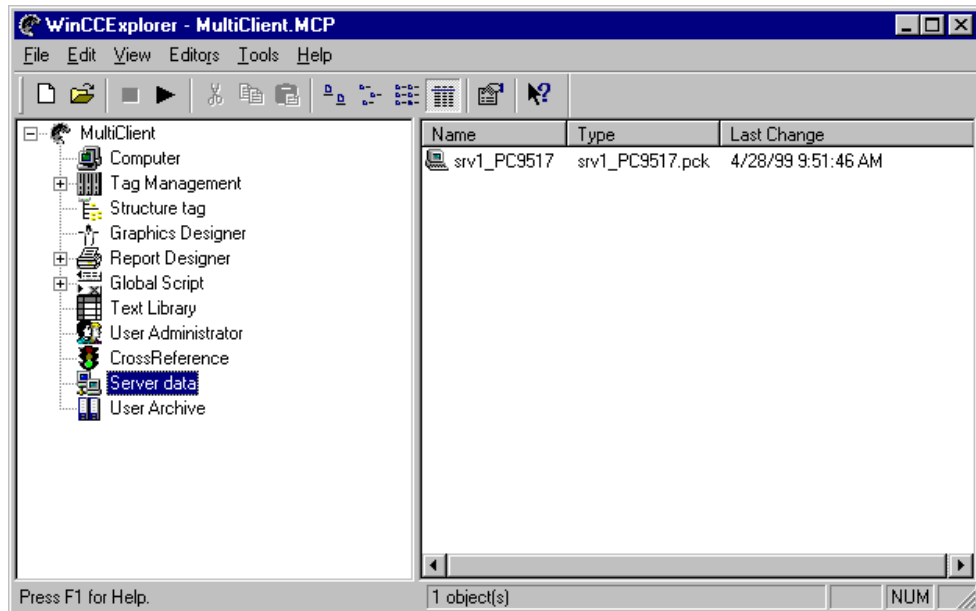 WinCCExplorer - MultiClient.MCP
File Edit View Editors Tools Help
MultiClient
Computer
Tag Management
Structure tag
Graphics Designer
Report Designer
Global Script
Text Library
User Administrator
CrossReference
Server data
User Archive
Name Type Last Change
srv1_PC9517 srv1_PC9517.pck 4/28/99 9:51:46 AM
Press F1 for Help. 1 object(s) NUM